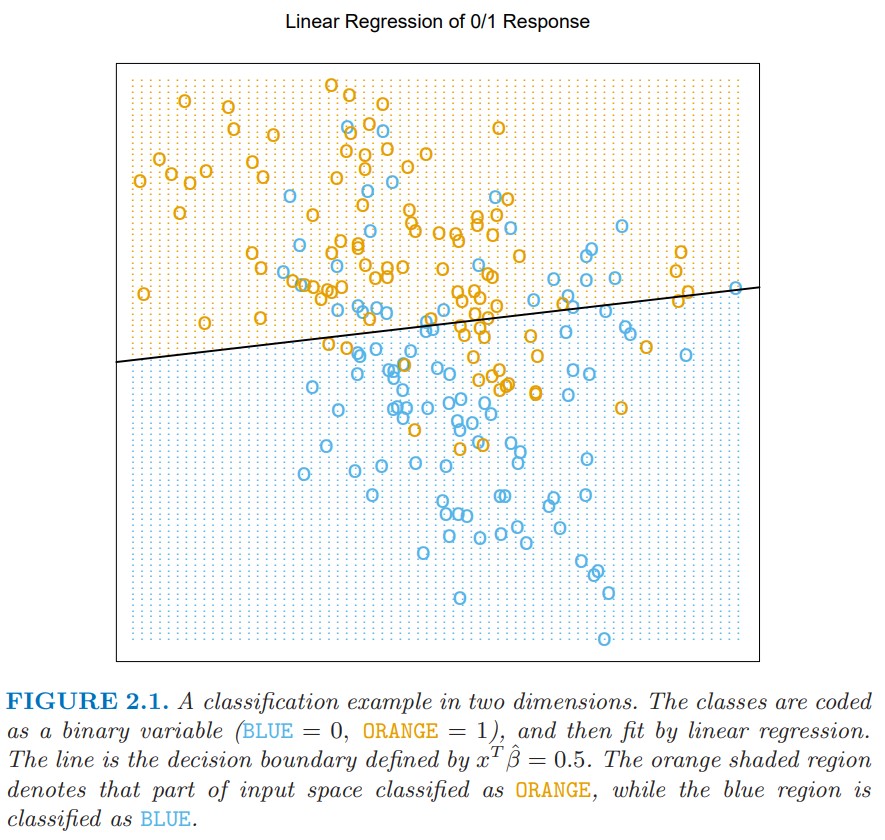 Linear Regression of 0/1 Response
FIGURE 2.1. A classification example in two dimensions. The classes are coded
as a binary variable (BLUE = 0, ORANGE = 1), and then fit by linear regression.
The line is the decision boundary defined by x^T β̂ = 0.5. The orange shaded region
denotes that part of input space classified as ORANGE, while the blue region is
classified as BLUE.